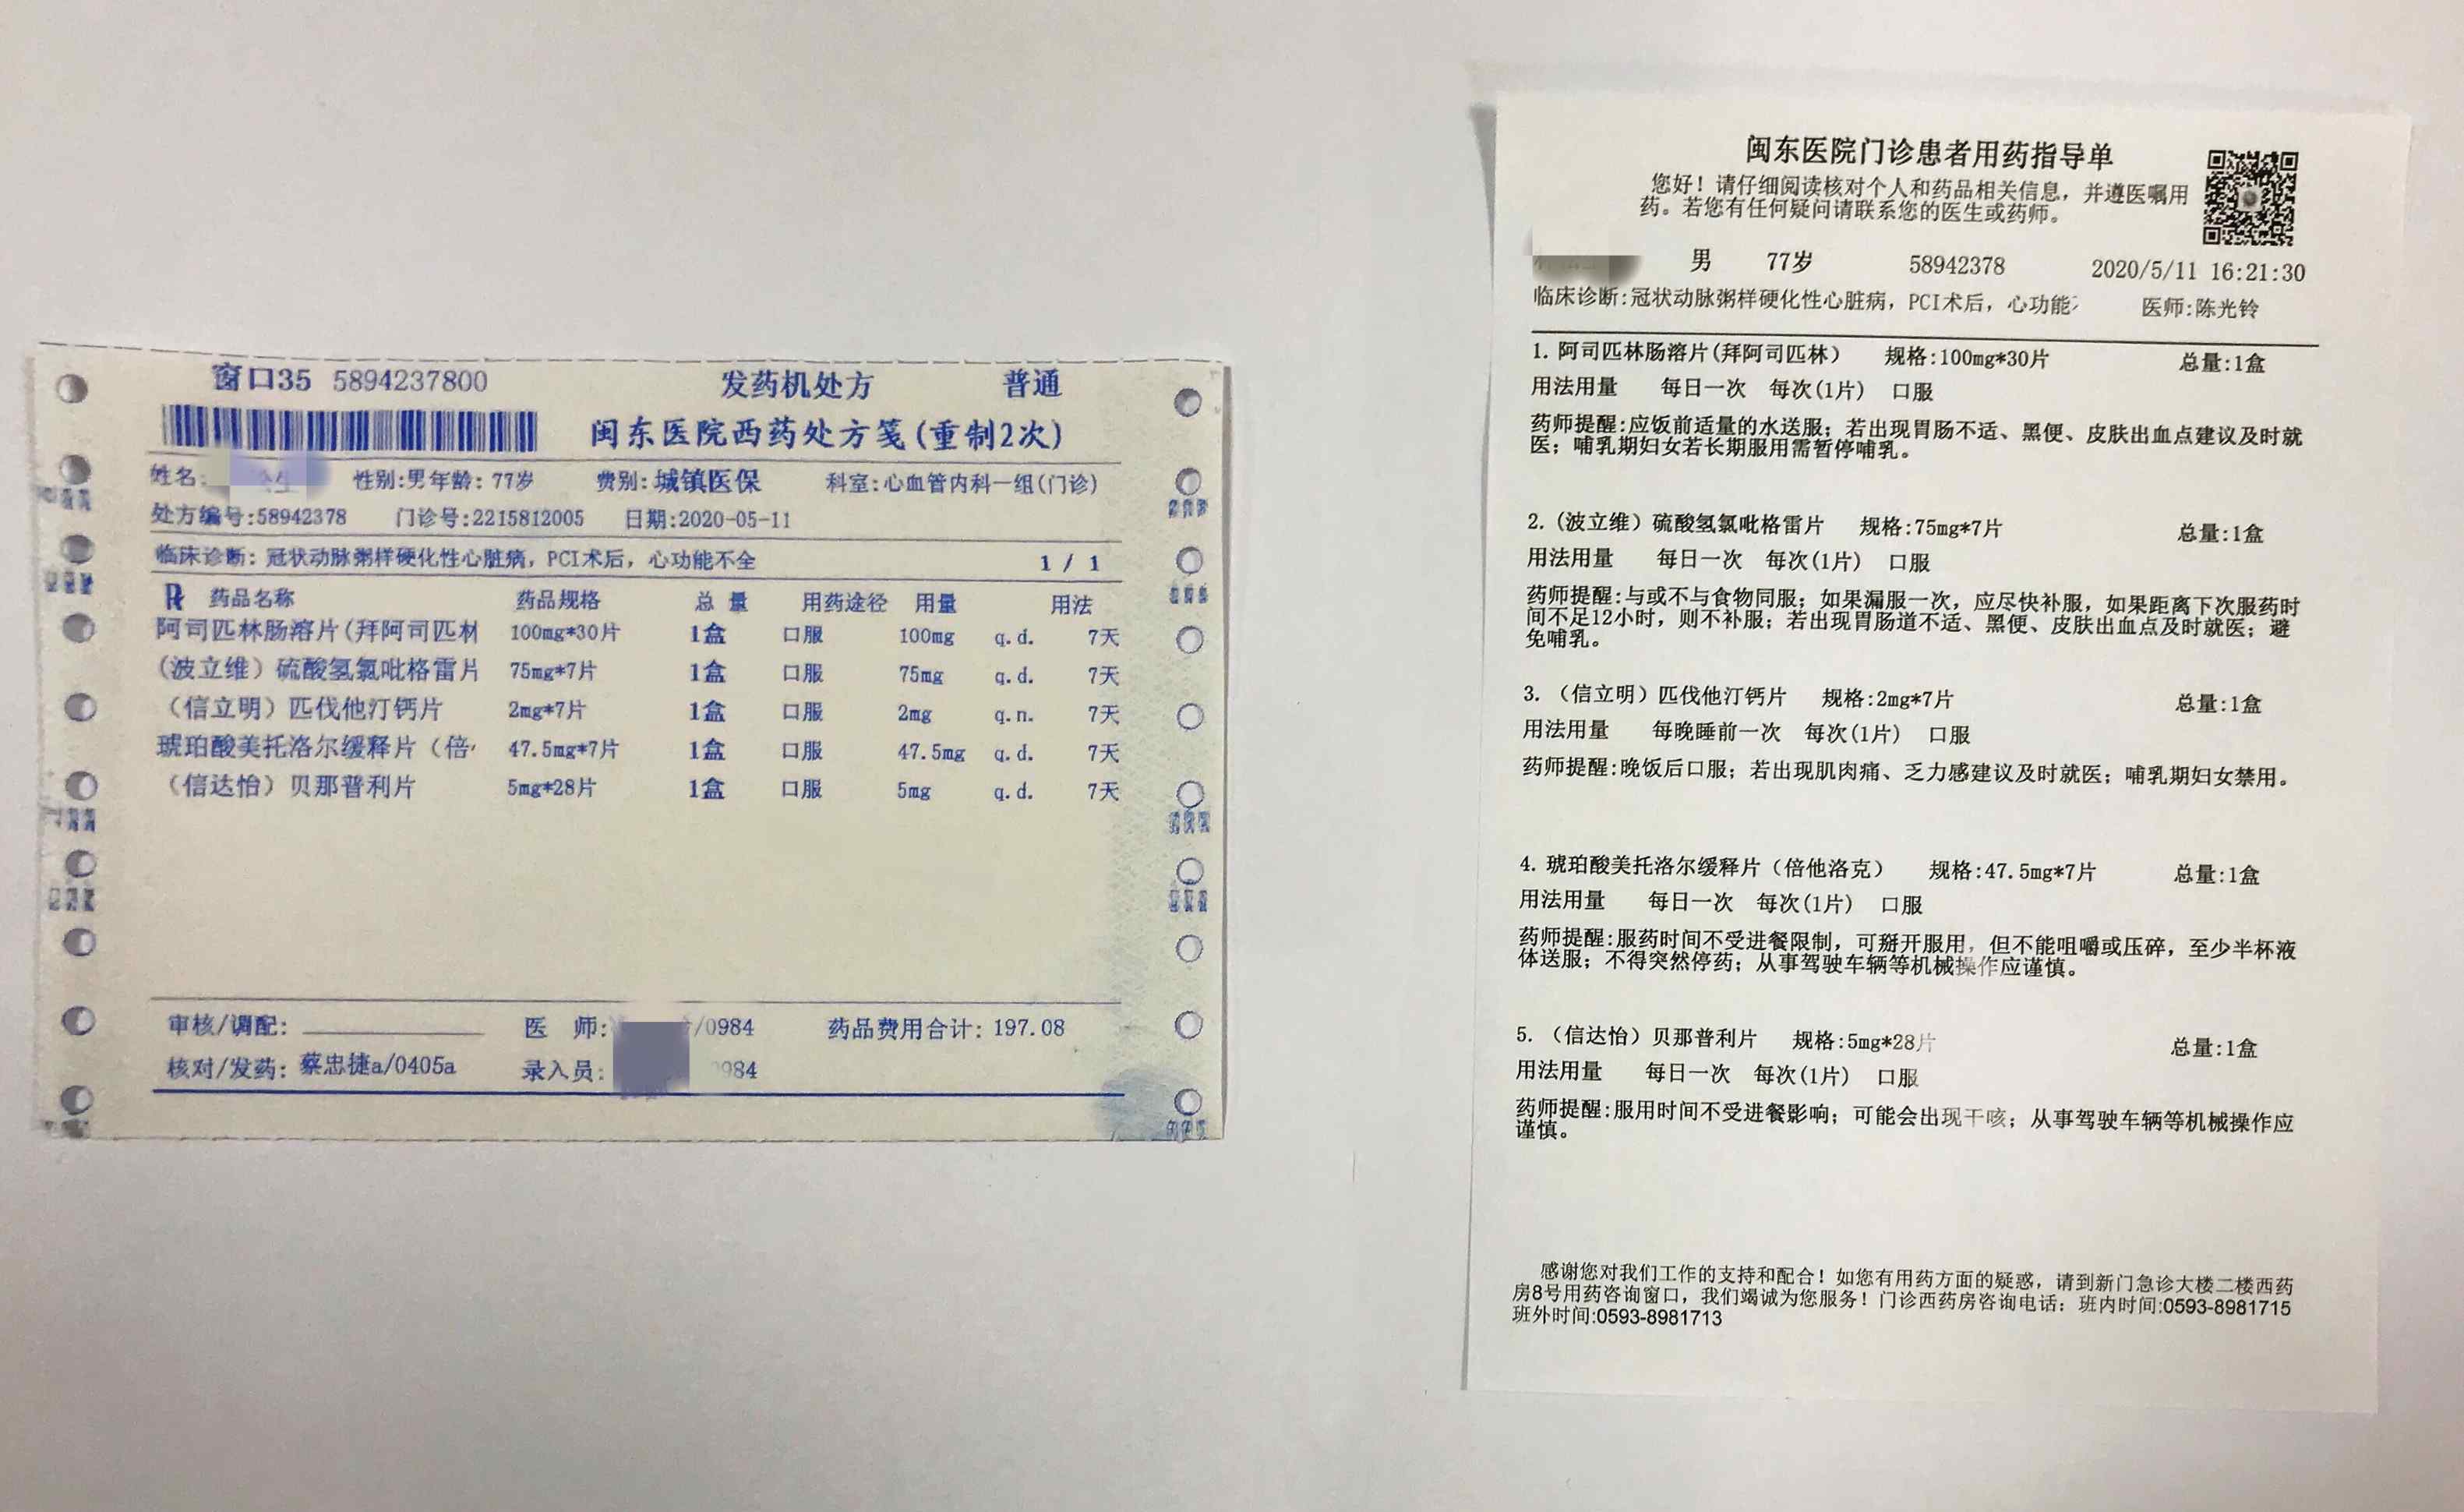 窗口35 5894237800 发药机处方 普通
闽东医院西药处方笺(重制2次)
姓名: 性别:男年龄: 77岁 费别:城镇医保 科室:心血管内科一组(门诊)
处方编号:58942378 门诊号:2215812005 日期:2020-05-11
临床诊断: 冠状动脉粥样硬化性心脏病, PCI术后, 心功能不全 1 / 1
R 药品名称 药品规格 总 量 用药途径 用量 用法
阿司匹林肠溶片(拜阿司匹林 100mg*30片 1盒 口服 100mg q.d. 7天
(波立维) 硫酸氢氯吡格雷片 75mg*7片 1盒 口服 75mg q.d. 7天
(信立明) 匹伐他汀钙片 2mg*7片 1盒 口服 2mg q.n. 7天
琥珀酸美托洛尔缓释片 (倍 47.5mg*7片 1盒 口服 47.5mg q.d. 7天
(信达怡) 贝那普利片 5mg*28片 1盒 口服 5mg q.d. 7天
审核/调配: 医 师: /0984 药品费用合计: 197.08
核对/发药: 蔡忠捷a/0405a 录入员: 984
闽东医院门诊患者用药指导单
您好! 请仔细阅读核对个人和药品相关信息, 并遵医嘱用
药。若您有任何疑问请联系您的医生或药师。
男 77岁 58942378 2020/5/11 16:21:30
临床诊断:冠状动脉粥样硬化性心脏病, PCI术后, 心功能 医师:陈光铃
1. 阿司匹林肠溶片(拜阿司匹林) 规格:100mg*30片 总量:1盒
用法用量 每日一次 每次(1片) 口服
药师提醒:应饭前适量的水送服; 若出现胃肠不适、黑便、皮肤出血点建议及时就
医; 哺乳期妇女若长期服用需暂停哺乳。
2. (波立维) 硫酸氢氯吡格雷片 规格:75mg*7片 总量:1盒
用法用量 每日一次 每次(1片) 口服
药师提醒:与或不与食物同服; 如果漏服一次, 应尽快补服, 如果距离下次服药时
间不足12小时, 则不补服; 若出现胃肠道不适、黑便、皮肤出血点及时就医; 避
免哺乳。
3. (信立明) 匹伐他汀钙片 规格:2mg*7片 总量:1盒
用法用量 每晚睡前一次 每次(1片) 口服
药师提醒:晚饭后口服; 若出现肌肉痛、乏力感建议及时就医; 哺乳期妇女禁用。
4. 琥珀酸美托洛尔缓释片 (倍他洛克) 规格:47.5mg*7片 总量:1盒
用法用量 每日一次 每次(1片) 口服
药师提醒:服药时间不受进餐限制, 可掰开服用, 但不能咀嚼或压碎, 至少半杯液
体送服; 不得突然停药; 从事驾驶车辆等机械操作应谨慎。
5. (信达怡) 贝那普利片 规格:5mg*28片 总量:1盒
用法用量 每日一次 每次(1片) 口服
药师提醒:服用时间不受进餐影响; 可能会出现干咳; 从事驾驶车辆等机械操作应
谨慎。
感谢您对我们工作的支持和配合! 如您有用药方面的疑惑, 请到新门急诊大楼二楼西药
房8号用药咨询窗口, 我们竭诚为您服务! 门诊西药房咨询电话: 班内时间:0593-8981715
班外时间:0593-8981713